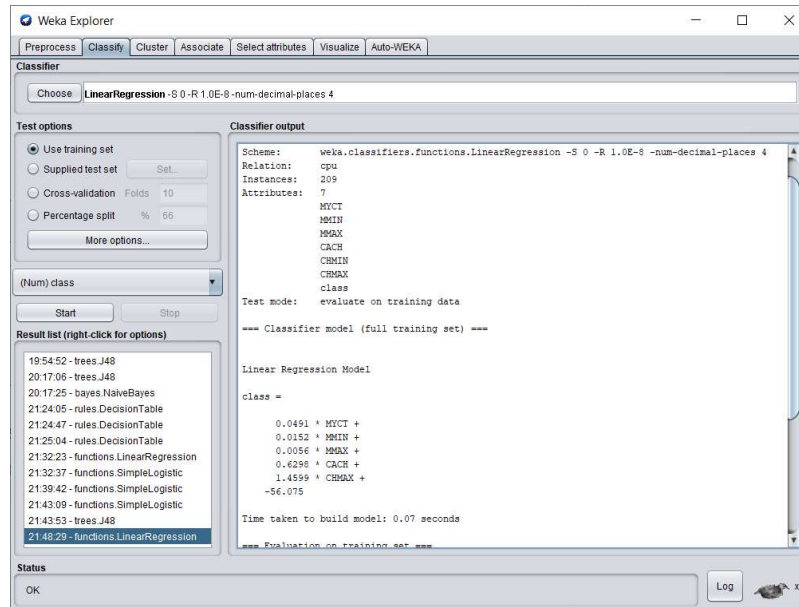 Weka Explorer
Preprocess Classify Cluster Associate Select attributes Visualize Auto-WEKA
Classifier
Choose LinearRegression -S 0 -R 1.0E-8 -num-decimal-places 4
Test options
Use training set
Supplied test set Set...
Cross-validation Folds 10
Percentage split % 66
More options...
(Num) class
Start Stop
Result list (right-click for options)
19:54:52 - trees.J48
20:17:06 - trees.J48
20:17:25 - bayes.NaiveBayes
21:24:05 - rules.DecisionTable
21:24:47 - rules.DecisionTable
21:25:04 - rules.DecisionTable
21:32:23 - functions.LinearRegression
21:32:37 - functions.SimpleLogistic
21:39:42 - functions.SimpleLogistic
21:43:09 - functions.SimpleLogistic
21:43:53 - trees.J48
21:48:29 - functions.LinearRegression
Classifier output
Scheme: weka.classifiers.functions.LinearRegression -S 0 -R 1.0E-8 -num-decimal-places 4
Relation: cpu
Instances: 209
Attributes: 7
MYCT
MMIN
MMAX
CACH
CHMIN
CHMAX
class
Test mode: evaluate on training data
=== Classifier model (full training set) ===
Linear Regression Model
class =
0.0491 * MYCT +
0.0152 * MMIN +
0.0056 * MMAX +
0.6298 * CACH +
1.4599 * CHMAX +
-56.075
Time taken to build model: 0.07 seconds
=== Evaluation on training set ===
Status
OK
Log
x